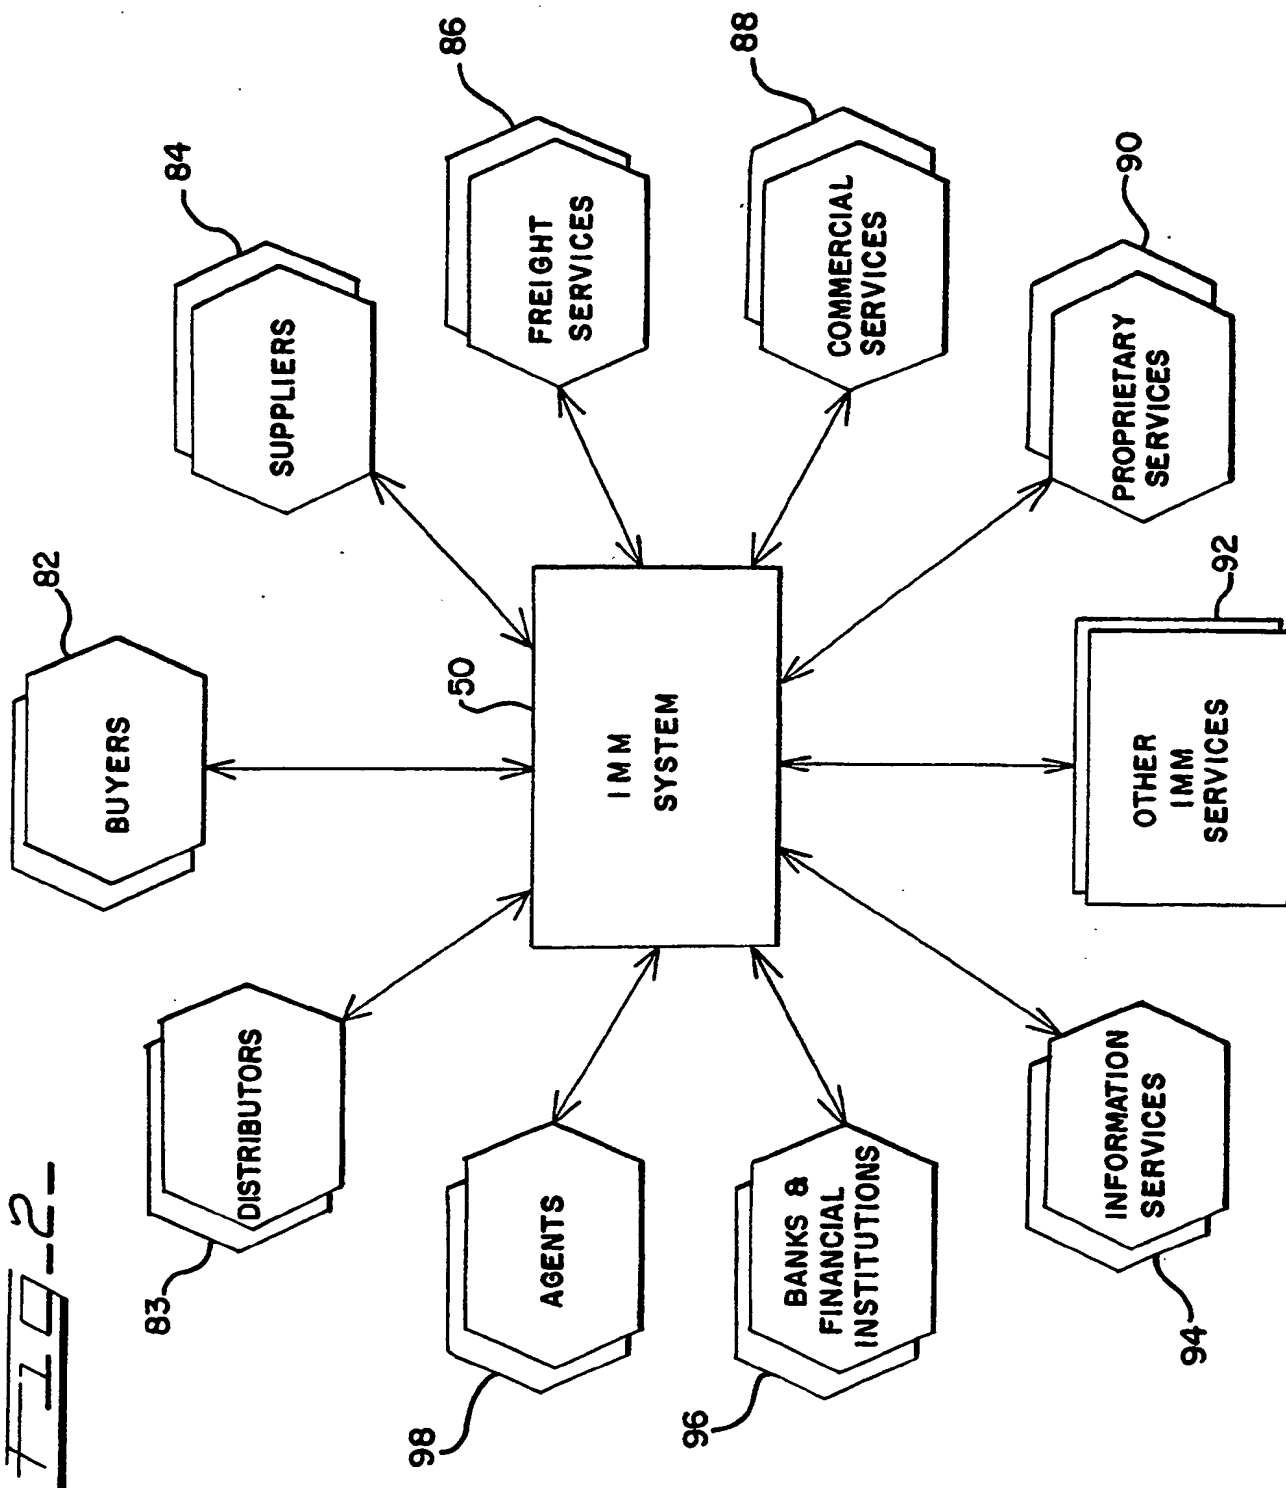 FIG-2-
82
BUYERS
84
SUPPLIERS
86
FREIGHT
SERVICES
88
COMMERCIAL
SERVICES
90
PROPRIETARY
SERVICES
92
OTHER
IMM
SERVICES
94
INFORMATION
SERVICES
96
BANKS &
FINANCIAL
INSTITUTIONS
98
AGENTS
83
DISTRIBUTORS
50
IMM
SYSTEM